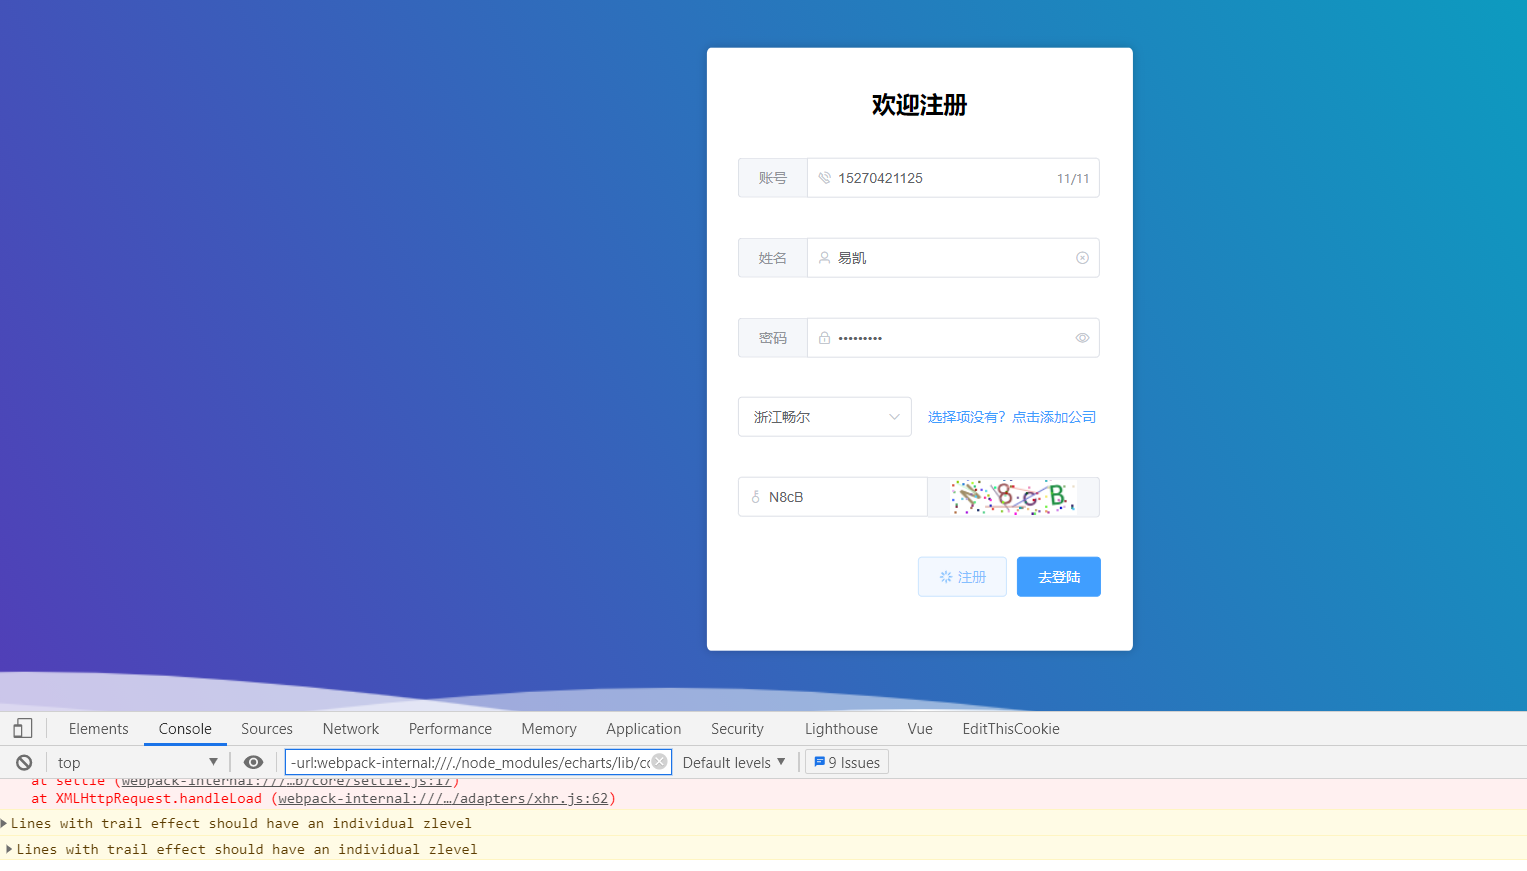 欢迎注册
账号 15270421125 11/11
姓名 易凯
密码 •••••••••
浙江畅尔 选择项没有？点击添加公司
N8cB N8cB
注册 去登陆
Elements Console Sources Network Performance Memory Application Security Lighthouse Vue EditThisCookie
top -url:webpack-internal:///./node_modules/echarts/lib/co Default levels ▼ 9 Issues
at settle (webpack-internal:///…b/core/settle.js:17)
at XMLHttpRequest.handleLoad (webpack-internal:///…/adapters/xhr.js:62)
Lines with trail effect should have an individual zlevel
Lines with trail effect should have an individual zlevel